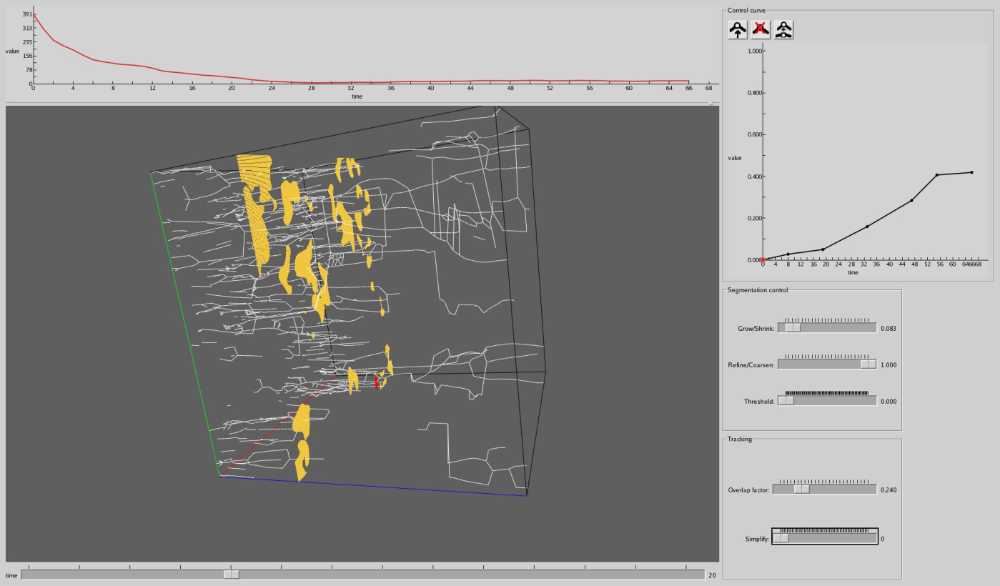 391
313
235
156
78
0
value
0 4 8 12 16 20 24 28 32 36 40 44 48 52 56 60 64 66 68
time
time 20
Control curve
1.000
0.800
0.600
0.400
0.200
0.000
value
0 4 8 12 16 20 24 28 32 36 40 44 48 52 56 60 646668
time
Segmentation control
Grow/Shrink: 0.083
Refine/Coarsen: 1.000
Threshold: 0.000
Tracking
Overlap factor: 0.240
Simplify: 0